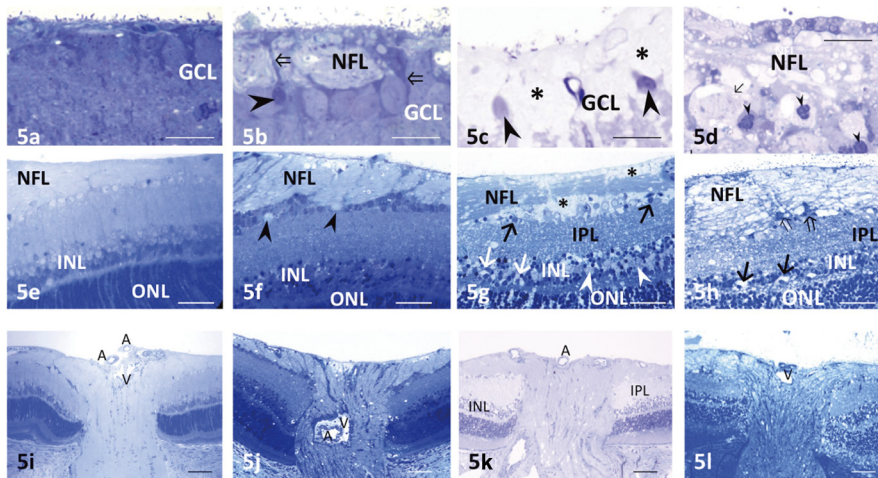 GCL
5a
NFL
GCL
5b
*
*
GCL
5c
NFL
5d
NFL
INL
5e
ONL
NFL
INL
5f
ONL
*
NFL
*
IPL
INL
5g
ONL
NFL
IPL
INL
5h
ONL
A
A
V
5i
V
A
5j
A
IPL
INL
5k
V
5l